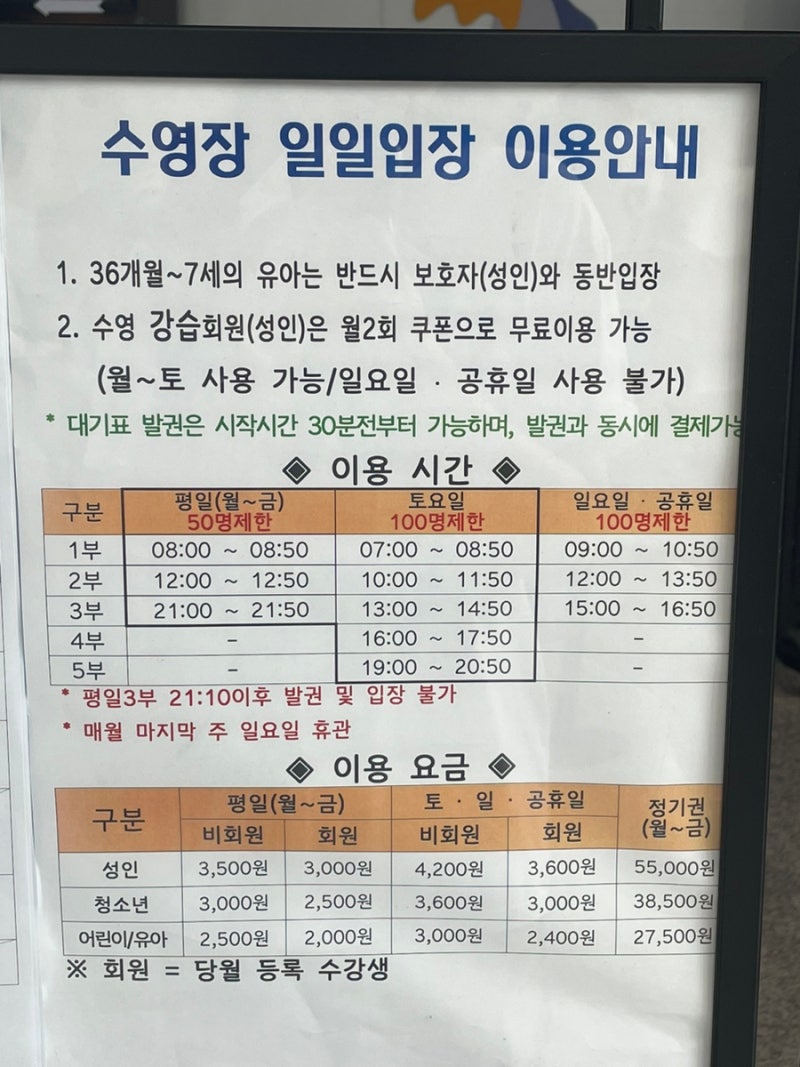 수영장 일일입장 이용안내
1. 36개월~7세의 유아는 반드시 보호자(성인)와 동반입장
2. 수영 강습회원(성인)은 월2회 쿠폰으로 무료이용 가능
(월~토 사용 가능/일요일 · 공휴일 사용 불가)
* 대기표 발권은 시작시간 30분전부터 가능하며, 발권과 동시에 결제가능
◈ 이용 시간 ◈
구분 평일(월~금) 50명제한 토요일 100명제한 일요일 · 공휴일 100명제한
1부 08:00 ~ 08:50 07:00 ~ 08:50 09:00 ~ 10:50
2부 12:00 ~ 12:50 10:00 ~ 11:50 12:00 ~ 13:50
3부 21:00 ~ 21:50 13:00 ~ 14:50 15:00 ~ 16:50
4부 - 16:00 ~ 17:50 -
5부 - 19:00 ~ 20:50 -
* 평일3부 21:10이후 발권 및 입장 불가
* 매월 마지막 주 일요일 휴관
◈ 이용 요금 ◈
구분 평일(월~금) 토 · 일 · 공휴일 정기권 (월~금)
비회원 회원 비회원 회원
성인 3,500원 3,000원 4,200원 3,600원 55,000원
청소년 3,000원 2,500원 3,600원 3,000원 38,500원
어린이/유아 2,500원 2,000원 3,000원 2,400원 27,500원
※ 회원 = 당월 등록 수강생